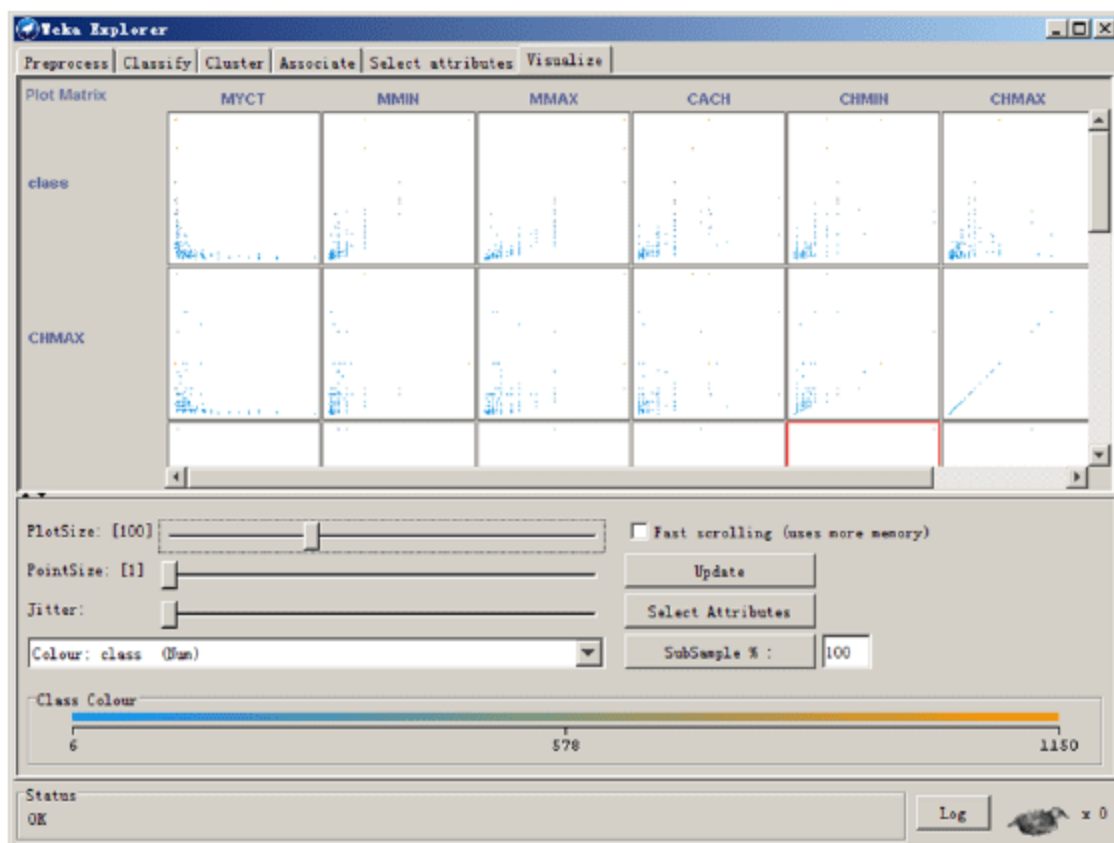 Weka Explorer
Preprocess Classify Cluster Associate Select attributes Visualize
Plot Matrix MYCT MMIN MMAX CACH CHMIN CHMAX
class
CHMAX
PlotSize: [100]
Fast scrolling (uses more memory)
PointSize: [1]
Update
Jitter:
Select Attributes
Colour: class (Num)
SubSample % : 100
Class Colour
6 578 1150
Status
OK
Log x 0